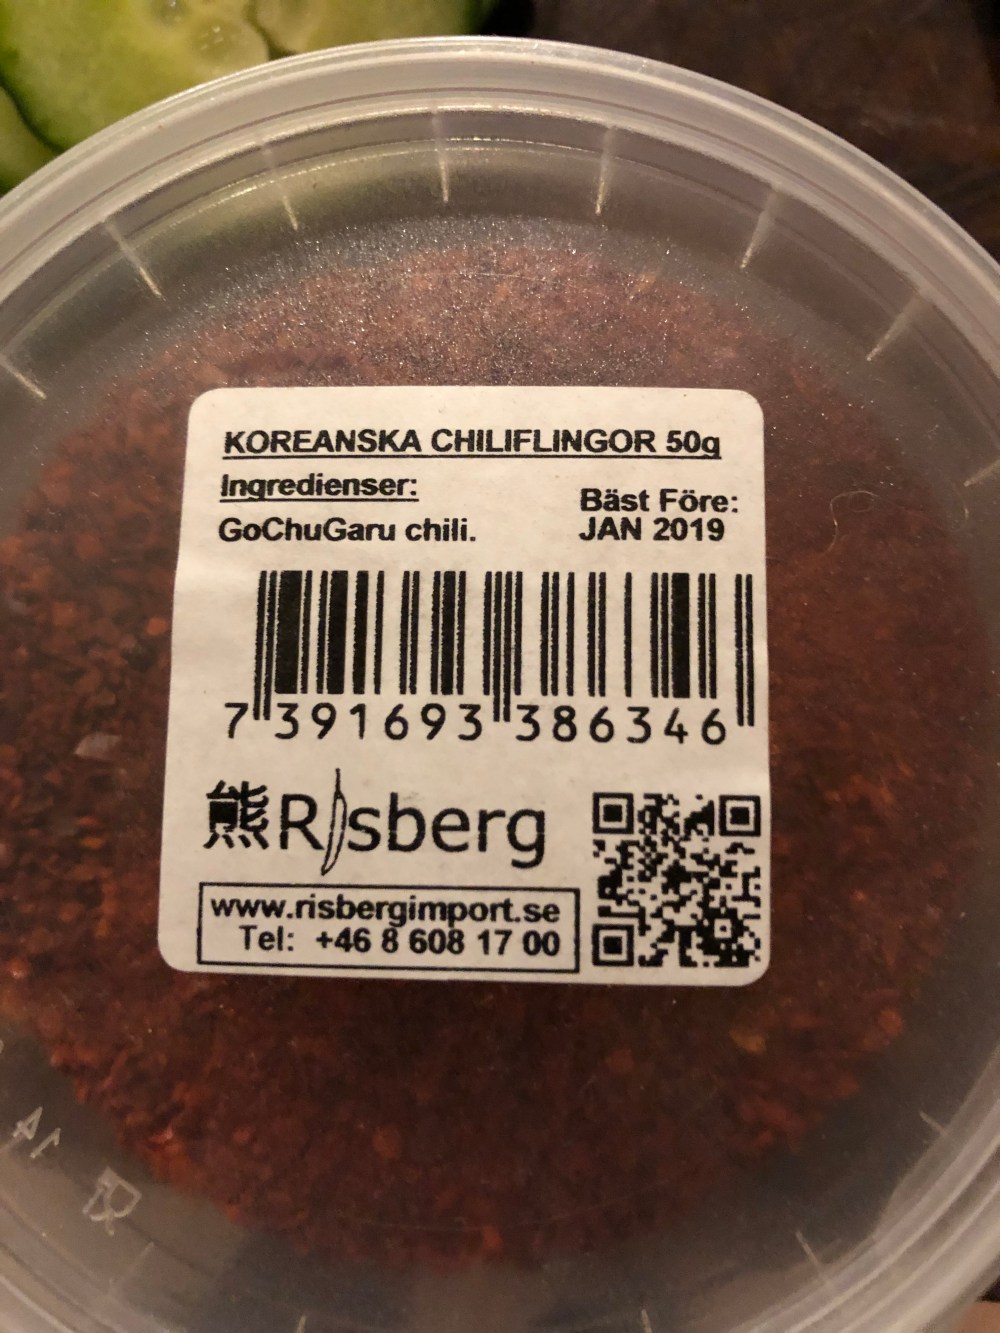 KOREANSKA CHILIFLINGOR 50g
Ingredienser:
GoChuGaru chili.
Bäst Före:
JAN 2019
7 391693 386346
熊Risberg
www.risbergimport.se
Tel: +46 8 608 17 00